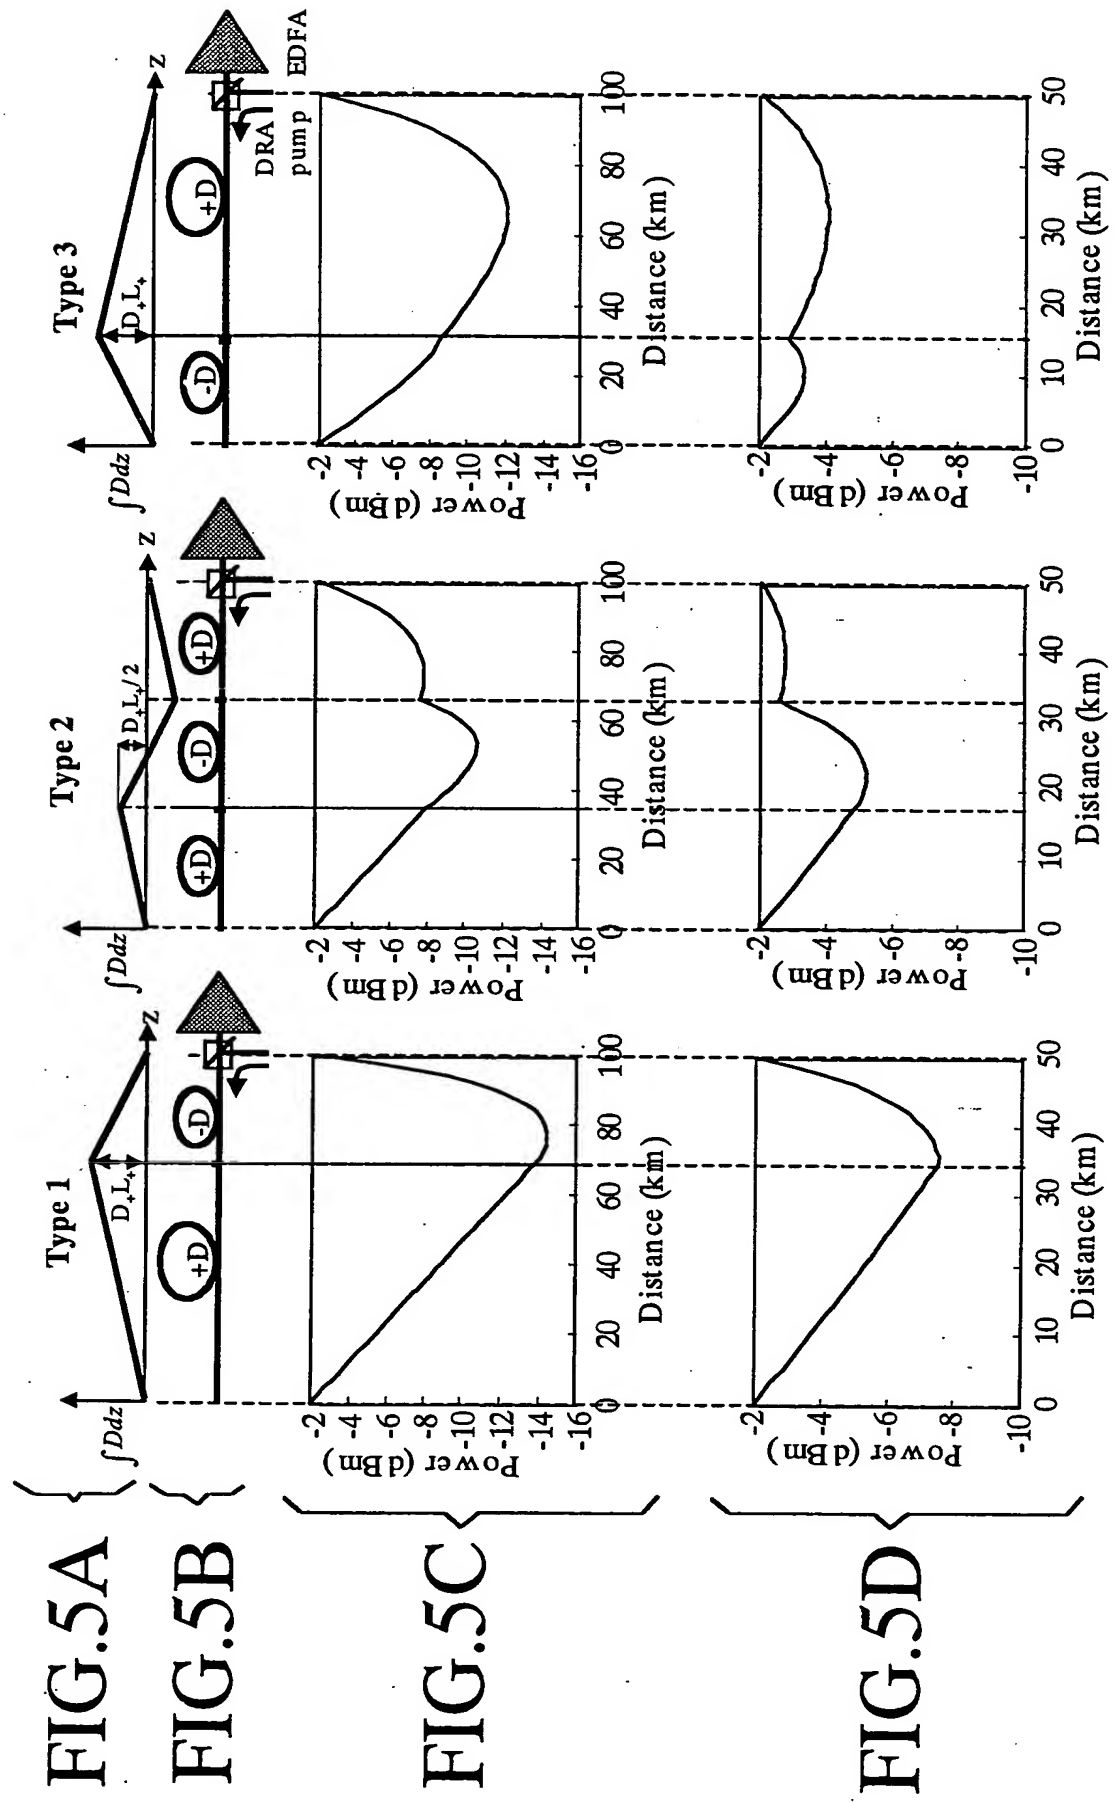 FIG.5A
∫Ddz
Type 1
D₊L₊
z
∫Ddz
Type 2
D₊L₊/2
z
∫Ddz
Type 3
D₊L₊
z
FIG.5B
+D
-D
+D
-D
+D
-D
+D
DRA
pump
EDFA
FIG.5C
Power (dBm)
-2
-4
-6
-8
-10
-12
-14
-16
0 20 40 60 80 100
Distance (km)
Power (dBm)
-2
-4
-6
-8
-10
-12
-14
-16
0 20 40 60 80 100
Distance (km)
Power (dBm)
-2
-4
-6
-8
-10
-12
-14
-16
0 20 40 60 80 100
Distance (km)
FIG.5D
Power (dBm)
-2
-4
-6
-8
-10
0 10 20 30 40 50
Distance (km)
Power (dBm)
-2
-4
-6
-8
-10
0 10 20 30 40 50
Distance (km)
Power (dBm)
-2
-4
-6
-8
-10
0 10 20 30 40 50
Distance (km)